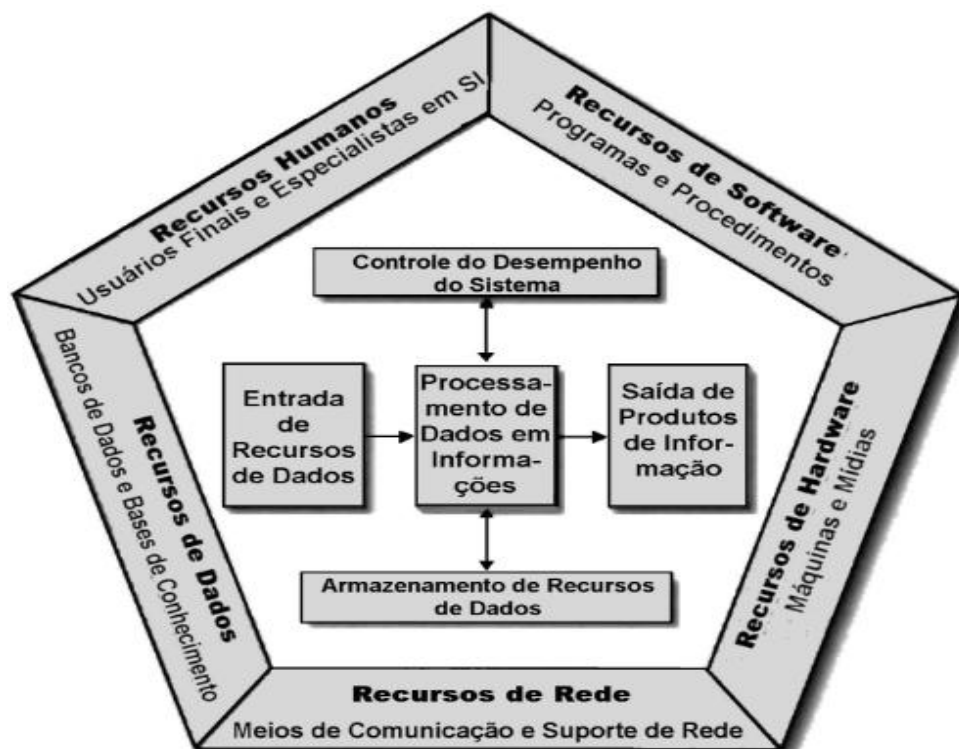 Recursos Humanos
Usuários Finais e Especialistas em SI
Recursos de Software
Programas e Procedimentos
Controle do Desempenho
do Sistema
Entrada
de
Recursos
de Dados
Processa-
mento de
Dados em
Informa-
ções
Saída de
Produtos
de Infor-
mação
Armazenamento de Recursos
de Dados
Recursos de Dados
Bancos de Dados e Bases de Conhecimento
Recursos de Hardware
Máquinas e Mídias
Recursos de Rede
Meios de Comunicação e Suporte de Rede